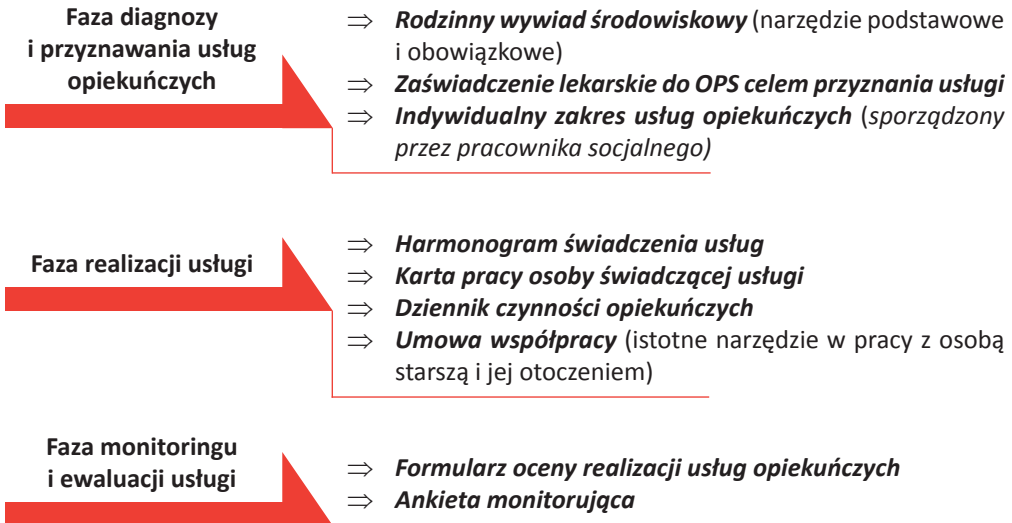 Faza diagnozy
i przyznawania usług
opiekuńczych
⇒ Rodzinny wywiad środowiskowy (narzędzie podstawowe
i obowiązkowe)
⇒ Zaświadczenie lekarskie do OPS celem przyznania usługi
⇒ Indywidualny zakres usług opiekuńczych (sporządzony
przez pracownika socjalnego)
Faza realizacji usługi
⇒ Harmonogram świadczenia usług
⇒ Karta pracy osoby świadczącej usługi
⇒ Dziennik czynności opiekuńczych
⇒ Umowa współpracy (istotne narzędzie w pracy z osobą
starszą i jej otoczeniem)
Faza monitoringu
i ewaluacji usługi
⇒ Formularz oceny realizacji usług opiekuńczych
⇒ Ankieta monitorująca